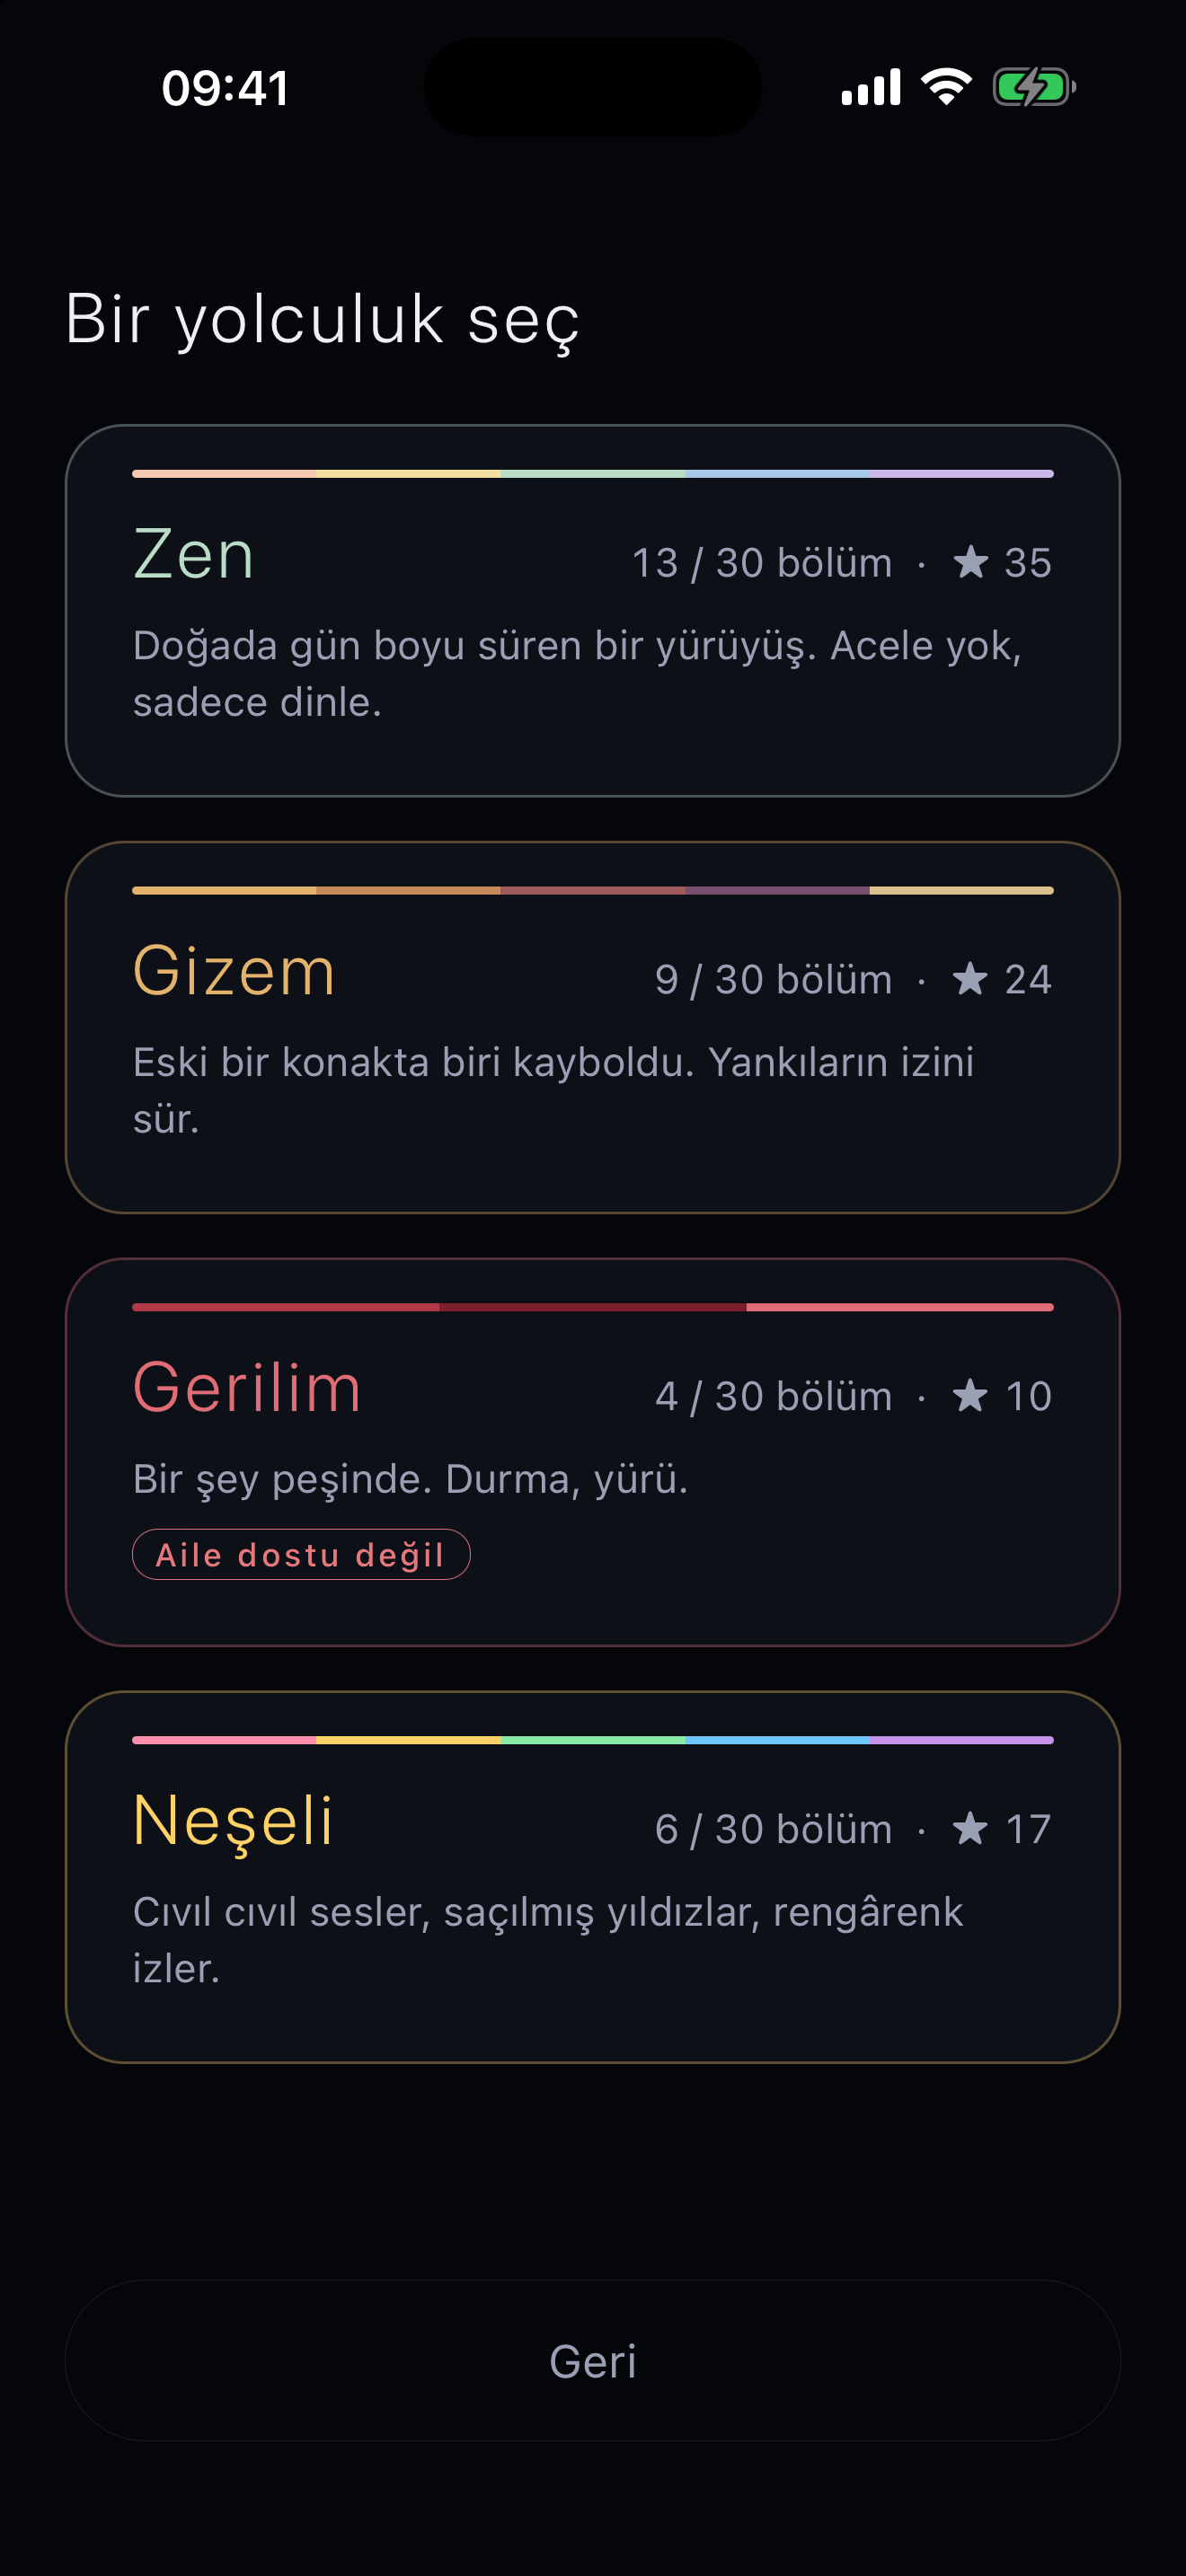 09:41
Bir yolculuk seç
Zen
13 / 30 bölüm · ★ 35
Doğada gün boyu süren bir yürüyüş. Acele yok,
sadece dinle.
Gizem
9 / 30 bölüm · ★ 24
Eski bir konakta biri kayboldu. Yankıların izini
sür.
Gerilim
4 / 30 bölüm · ★ 10
Bir şey peşinde. Durma, yürü.
Aile dostu değil
Neşeli
6 / 30 bölüm · ★ 17
Cıvıl cıvıl sesler, saçılmış yıldızlar, rengârenk
izler.
Geri